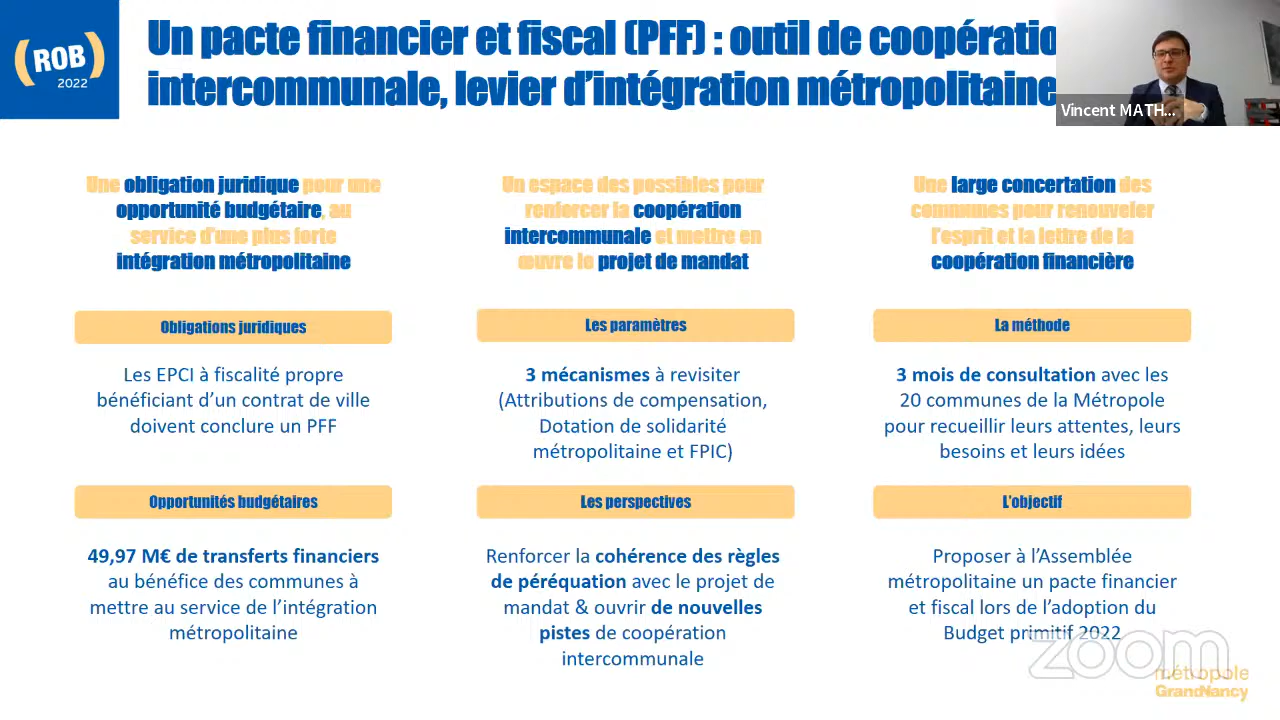 (ROB)
2022
Un pacte financier et fiscal (PFF) : outil de coopératio
intercommunale, levier d'intégration métropolitaine
Vincent MATH...
Une obligation juridique pour une
opportunité budgétaire, au
service d'une plus forte
intégration métropolitaine
Obligations juridiques
Les EPCI à fiscalité propre
bénéficiant d'un contrat de ville
doivent conclure un PFF
Opportunités budgétaires
49,97 M€ de transferts financiers
au bénéfice des communes à
mettre au service de l'intégration
métropolitaine
Un espace des possibles pour
renforcer la coopération
intercommunale et mettre en
œuvre le projet de mandat
Les paramètres
3 mécanismes à revisiter
(Attributions de compensation,
Dotation de solidarité
métropolitaine et FPIC)
Les perspectives
Renforcer la cohérence des règles
de péréquation avec le projet de
mandat & ouvrir de nouvelles
pistes de coopération
intercommunale
Une large concertation des
communes pour renouveler
l'esprit et la lettre de la
coopération financière
La méthode
3 mois de consultation avec les
20 communes de la Métropole
pour recueillir leurs attentes, leurs
besoins et leurs idées
L'objectif
Proposer à l'Assemblée
métropolitaine un pacte financier
et fiscal lors de l'adoption du
Budget primitif 2022
zoom
métropole
GrandNancy